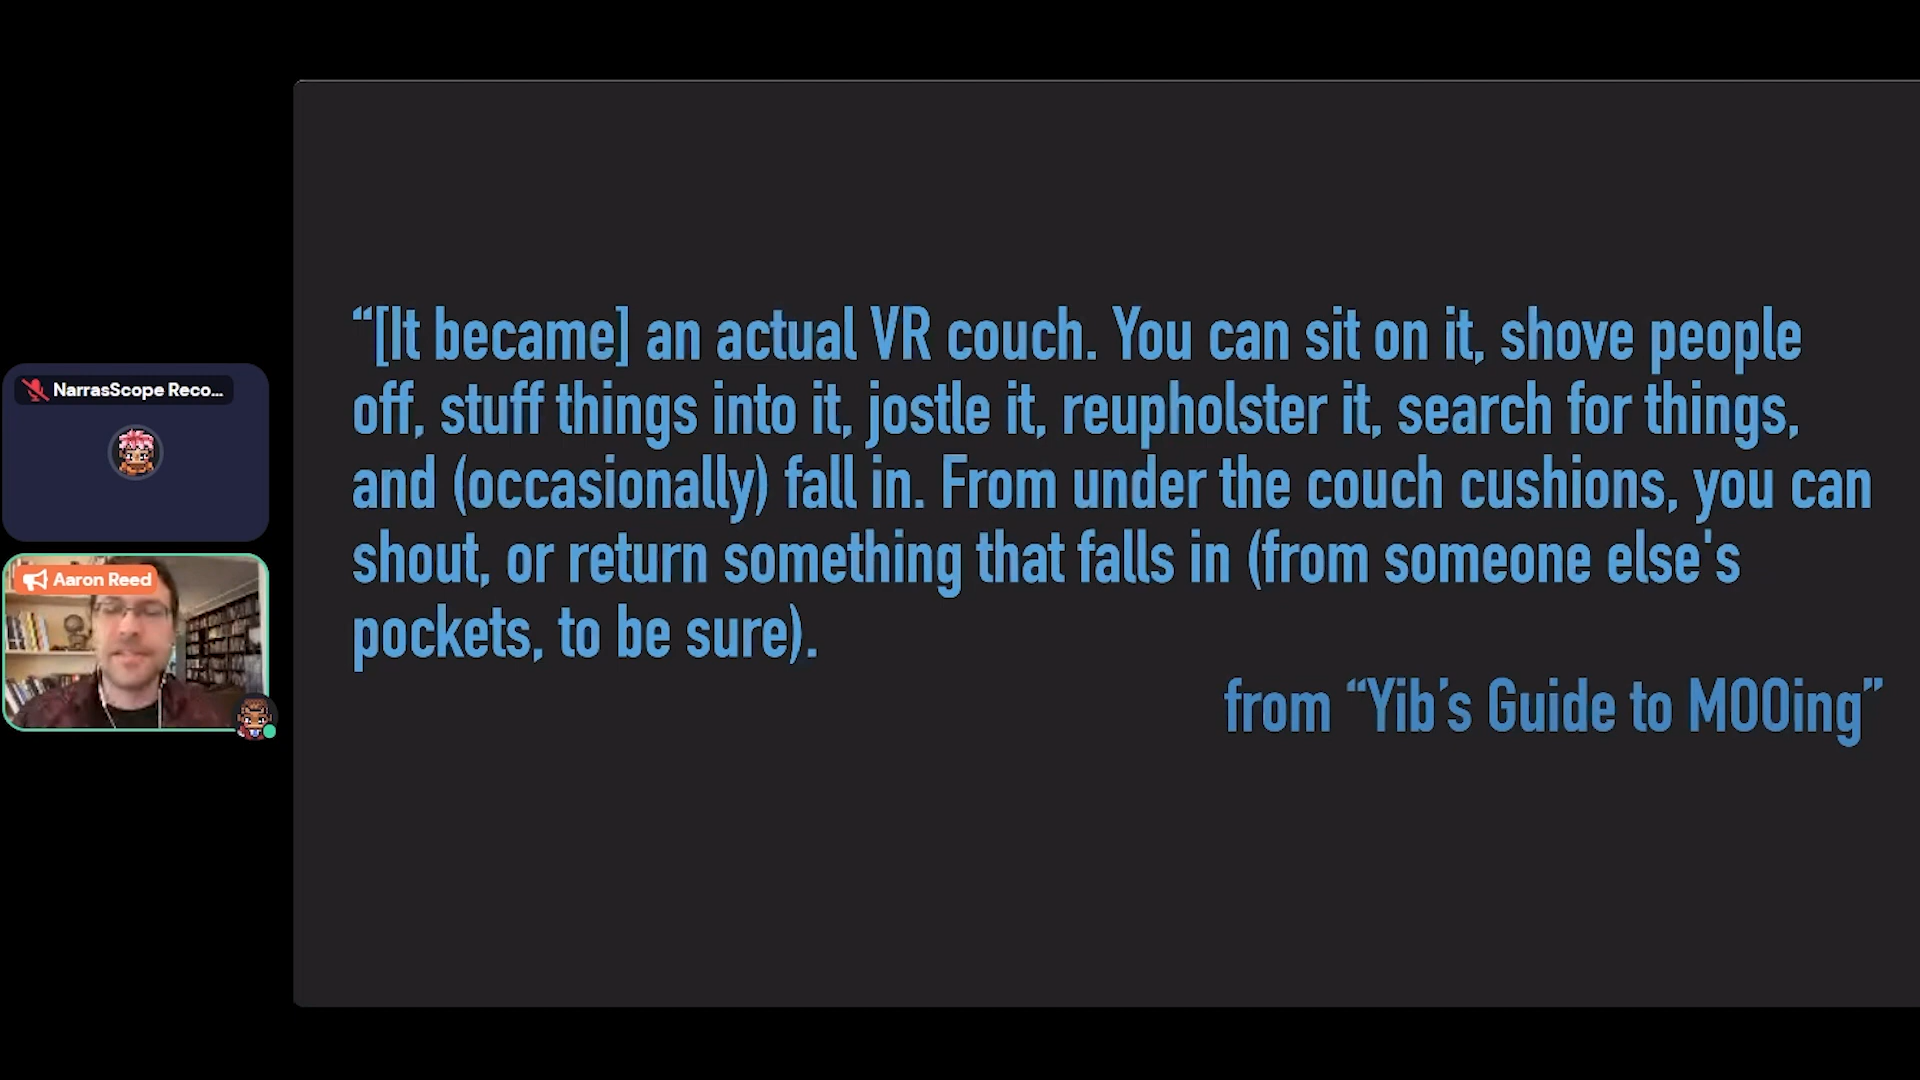 NarrasScope Reco...
Aaron Reed
“[It became] an actual VR couch. You can sit on it, shove people
off, stuff things into it, jostle it, reupholster it, search for things,
and (occasionally) fall in. From under the couch cushions, you can
shout, or return something that falls in (from someone else's
pockets, to be sure).
from “Yib’s Guide to MOOing”